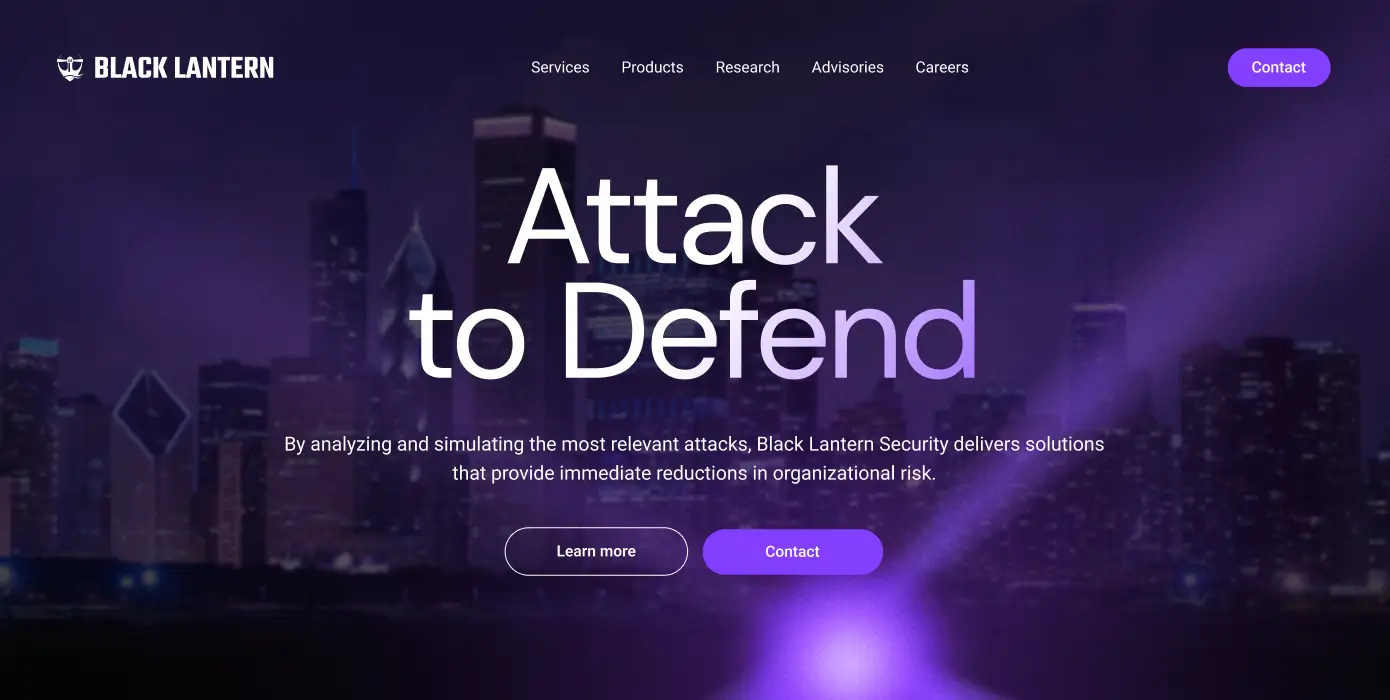 BLACK LANTERN
Services Products Research Advisories Careers
Contact
Attack
to Defend
By analyzing and simulating the most relevant attacks, Black Lantern Security delivers solutions
that provide immediate reductions in organizational risk.
Learn more
Contact